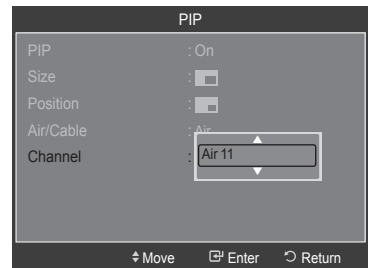 PIP
PIP : On
Size :
Position :
Air/Cable : Air
Channel : Air 11
Move Enter Return